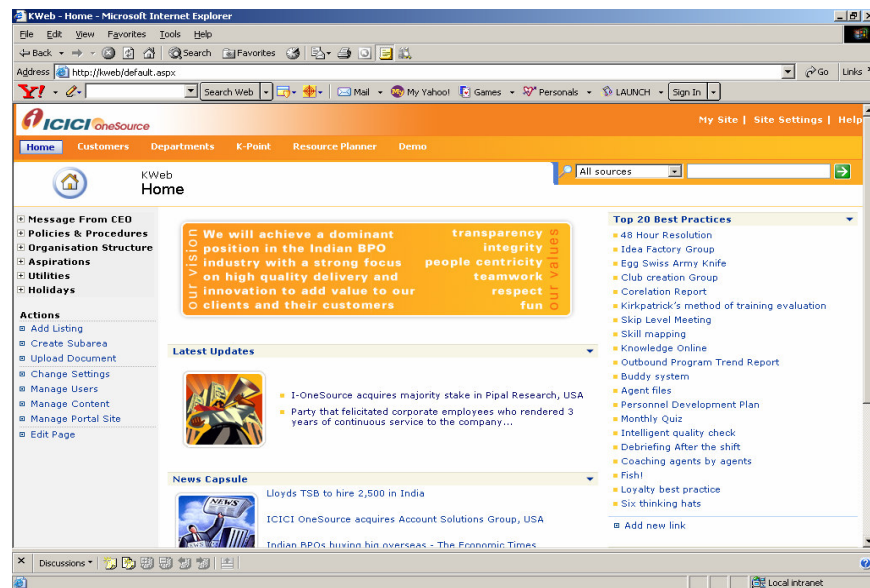 KWeb - Home - Microsoft Internet Explorer
File Edit View Favorites Tools Help
Back Search Favorites
Address http://kweb/default.aspx Go Links
Y! Search Web Mail My Yahoo! Games Personals LAUNCH Sign In
ICICI OneSource
My Site | Site Settings | Help
Home Customers Departments K-Point Resource Planner Demo
KWeb
Home
All sources
Message From CEO
Policies & Procedures
Organisation Structure
Aspirations
Utilities
Holidays
Actions
Add Listing
Create Subarea
Upload Document
Change Settings
Manage Users
Manage Content
Manage Portal Site
Edit Page
our vision
We will achieve a dominant
position in the Indian BPO
industry with a strong focus
on high quality delivery and
innovation to add value to our
clients and their customers
transparency
integrity
people centricity
teamwork
respect
fun
our values
Latest Updates
I-OneSource acquires majority stake in Pipal Research, USA
Party that felicitated corporate employees who rendered 3
years of continuous service to the company...
News Capsule
NEWS
Lloyds TSB to hire 2,500 in India
ICICI OneSource acquires Account Solutions Group, USA
Indian BPOs buying big overseas - The Economic Times
Top 20 Best Practices
48 Hour Resolution
Idea Factory Group
Egg Swiss Army Knife
Club creation Group
Corelation Report
Kirkpatrick's method of training evaluation
Skip Level Meeting
Skill mapping
Knowledge Online
Outbound Program Trend Report
Buddy system
Agent files
Personnel Development Plan
Monthly Quiz
Intelligent quality check
Debriefing After the shift
Coaching agents by agents
Fish!
Loyalty best practice
Six thinking hats
Add new link
Discussions
Local intranet